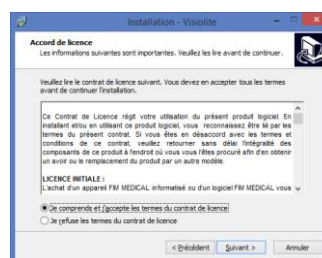 Installation - Visiolite
Accord de licence
Les informations suivantes sont importantes. Veuillez les lire avant de continuer.
Veuillez lire le contrat de licence suivant. Vous devez en accepter tous les termes
avant de continuer l'installation.
Ce Contrat de Licence régit votre utilisation du présent produit logiciel. En
installant et/ou en utilisant ce produit logiciel, vous reconnaissez être lié par les
termes du présent contrat. Si vous êtes en désaccord avec les termes et
conditions de ce contrat, veuillez retourner sans délai l'intégralité des
composants de ce produit à l'endroit où vous vous l'êtes procuré afin d'en obtenir
un avoir ou le remplacement du produit par un autre modèle.
LICENCE INITIALE :
L'achat d'un appareil FIM MEDICAL informatisé ou d'un logiciel FIM MEDICAL vous
Je comprends et j'accepte les termes du contrat de licence
Je refuse les termes du contrat de licence
< Précédent Suivant > Annuler